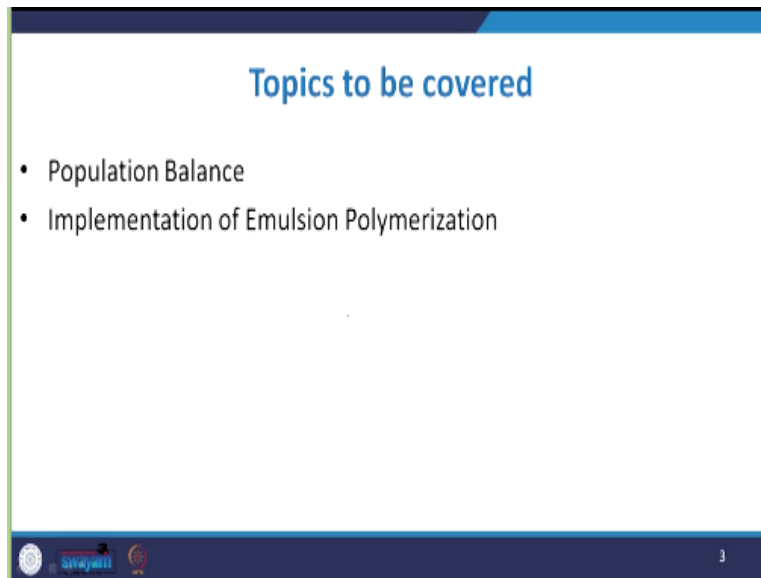 Topics to be covered
• Population Balance
• Implementation of Emulsion Polymerization
swayam
3